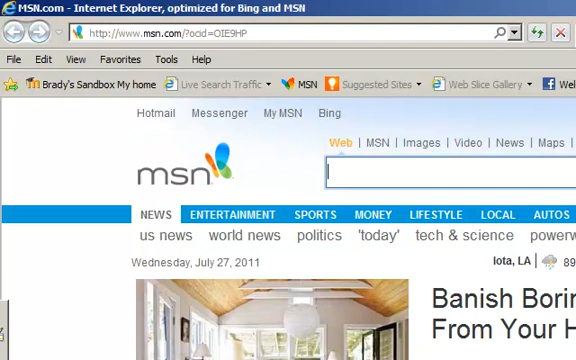 MSN.com - Internet Explorer, optimized for Bing and MSN
http://www.msn.com/?ocid=OIE9HP
File Edit View Favorites Tools Help
Brady's Sandbox My home Live Search Traffic MSN Suggested Sites Web Slice Gallery Welc
Hotmail Messenger My MSN Bing
Web | MSN | Images | Video | News | Maps |
msn
NEWS ENTERTAINMENT SPORTS MONEY LIFESTYLE LOCAL AUTOS
us news world news politics 'today' tech & science powerw
Wednesday, July 27, 2011
Iota, LA | 89
Banish Borin
From Your H